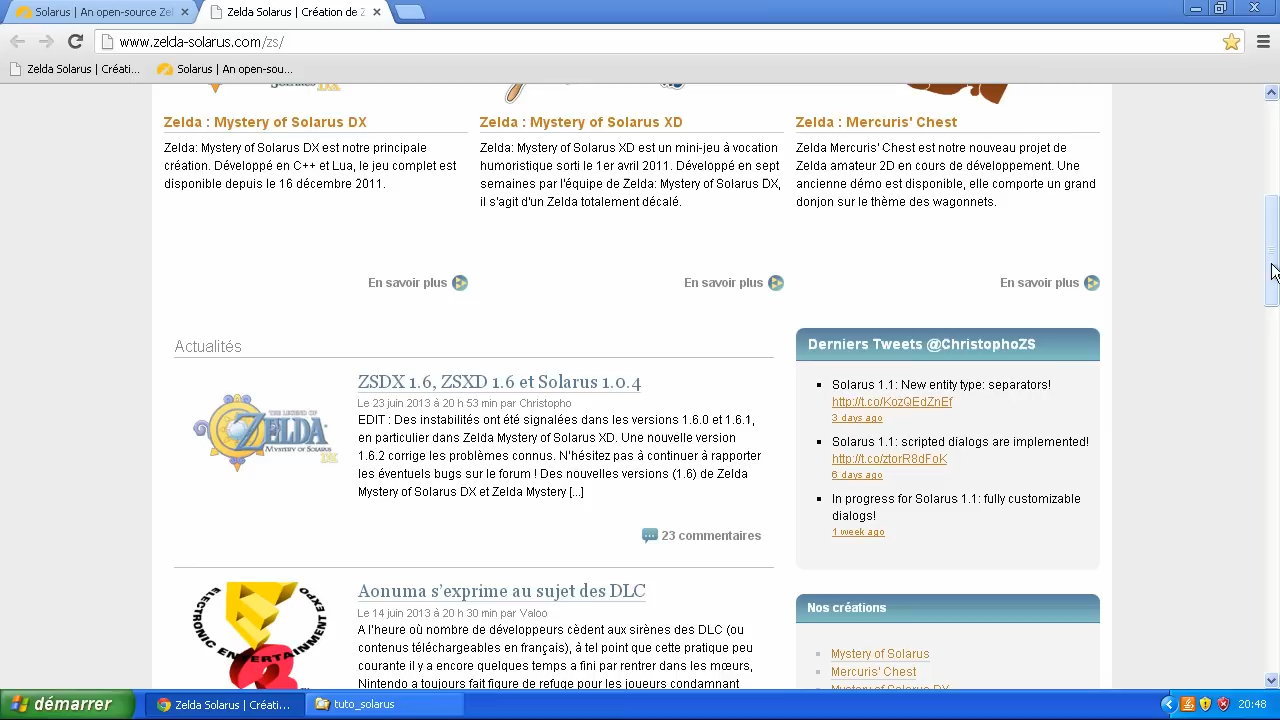 Solarus | An open-source Zel
Zelda Solarus | Création de Z
www.zelda-solarus.com/zs/
Zelda Solarus | Créati...
Solarus | An open-sou...
Zelda : Mystery of Solarus DX
Zelda: Mystery of Solarus DX est notre principale
création. Développé en C++ et Lua, le jeu complet est
disponible depuis le 16 décembre 2011.
En savoir plus
Zelda : Mystery of Solarus XD
Zelda: Mystery of Solarus XD est un mini-jeu à vocation
humoristique sorti le 1er avril 2011. Développé en sept
semaines par l'équipe de Zelda: Mystery of Solarus DX,
il s'agit d'un Zelda totalement décalé.
En savoir plus
Zelda : Mercuris' Chest
Zelda Mercuris' Chest est notre nouveau projet de
Zelda amateur 2D en cours de développement. Une
ancienne démo est disponible, elle comporte un grand
donjon sur le thème des wagonnets.
En savoir plus
Actualités
THE LEGEND OF
ZELDA
MYSTERY OF SOLARUS
DX
ZSDX 1.6, ZSXD 1.6 et Solarus 1.0.4
Le 23 juin 2013 à 20 h 53 min par Christopho
EDIT : Des instabilités ont été signalées dans les versions 1.6.0 et 1.6.1,
en particulier dans Zelda Mystery of Solarus XD. Une nouvelle version
1.6.2 corrige les problèmes connus. N'hésitez pas à continuer à rapporter
les éventuels bugs sur le forum ! Des nouvelles versions (1.6) de Zelda
Mystery of Solarus DX et Zelda Mystery [...]
23 commentaires
ELECTRONIC ENTERTAINMENT EXPO
Aonuma s'exprime au sujet des DLC
Le 14 juin 2013 à 20 h 30 min par Valoo
A l'heure où nombre de développeurs cèdent aux sirènes des DLC (ou
contenus téléchargeables en français), à tel point que cette pratique peu
courante il y a encore quelques temps a fini par rentrer dans les mœurs,
Nintendo a toujours fait figure de refuge pour les joueurs condamnant
Derniers Tweets @ChristophoZS
Solarus 1.1: New entity type: separators!
http://t.co/KozQEdZnEf
3 days ago
Solarus 1.1: scripted dialogs are implemented!
http://t.co/ztorR8dFoK
6 days ago
In progress for Solarus 1.1: fully customizable
dialogs!
1 week ago
Nos créations
Mystery of Solarus
Mercuris' Chest
Mystery of Solarus DX
démarrer
Zelda Solarus | Créati...
tuto_solarus
20:48